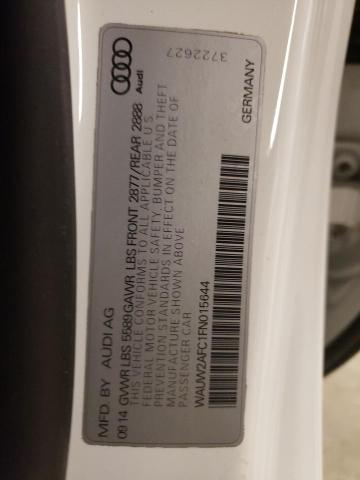 MFD. BY AUDI AG
09 14 GVWR LBS 5589 GAWR LBS FRONT 2877/REAR 2888
THIS VEHICLE CONFORMS TO ALL APPLICABLE U S
FEDERAL MOTOR VEHICLE SAFETY, BUMPER AND THEFT
PREVENTION STANDARDS IN EFFECT ON THE DATE OF
MANUFACTURE SHOWN ABOVE
PASSENGER CAR
WAUW2AFC1FN015644
GERMANY
Audi
3722627